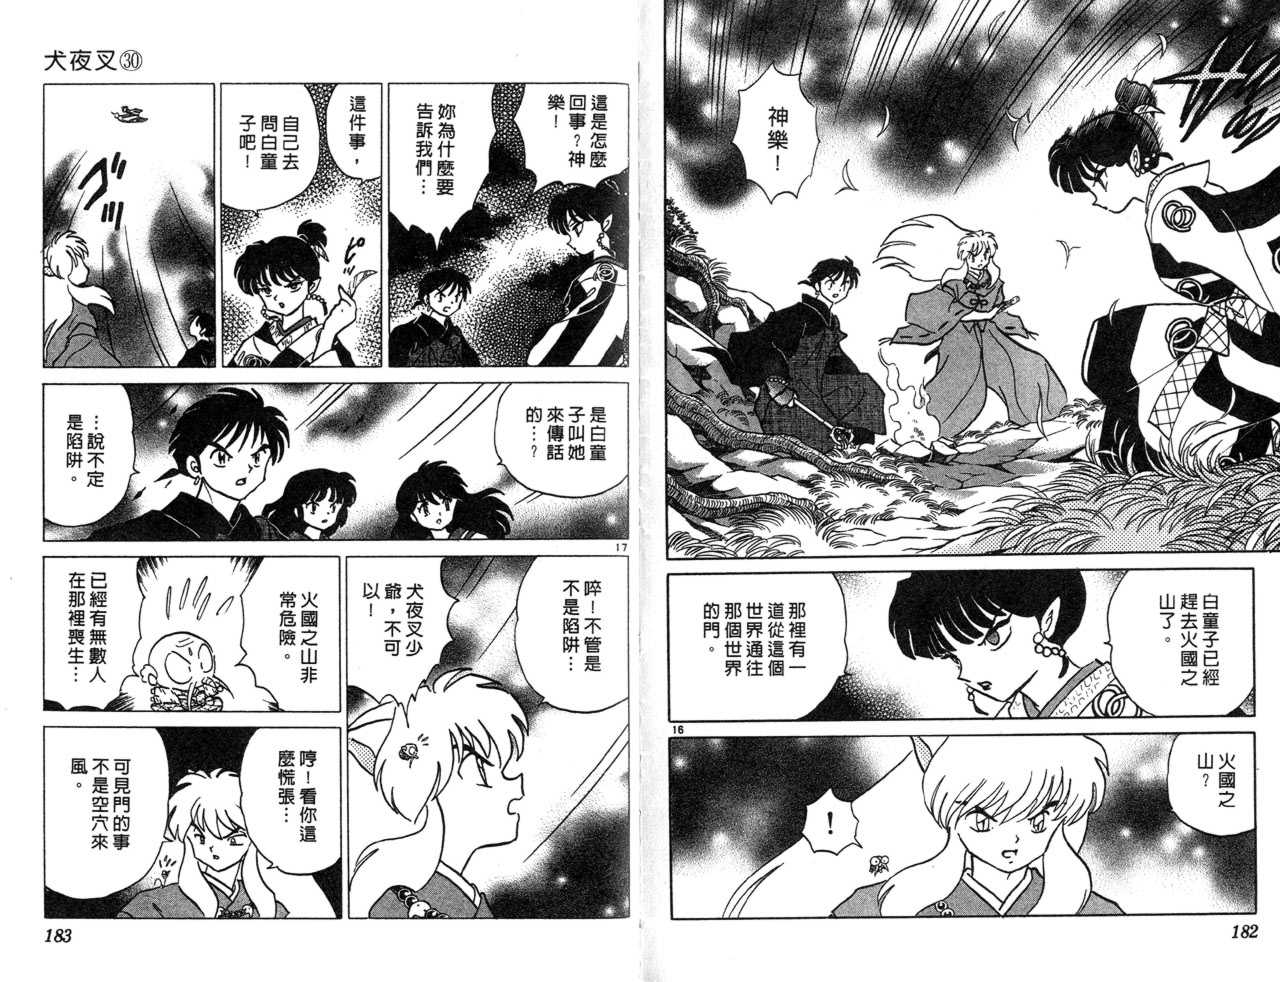 神樂！
白童子已經
趕去火國之
山了。
那裡有一
道從這個
世界通往
那個世界
的門。
16
火國之
山？
！
182
犬夜叉㉚
這是怎麼
回事？神
樂！
妳為什麼要
告訴我們…
這件事，
自己去
問白童
子吧！
ピッ
ゴッ
是白童
子叫她
來傳話
的…？
…說不定
是陷阱。
17
啐！不管是
不是陷阱…
犬夜叉少
爺，不可
以！
火國之山非
常危險。
已經有無數人
在那裡喪生…
哼！看你這
麼慌張…
可見門的事
不是空穴來
風。
183